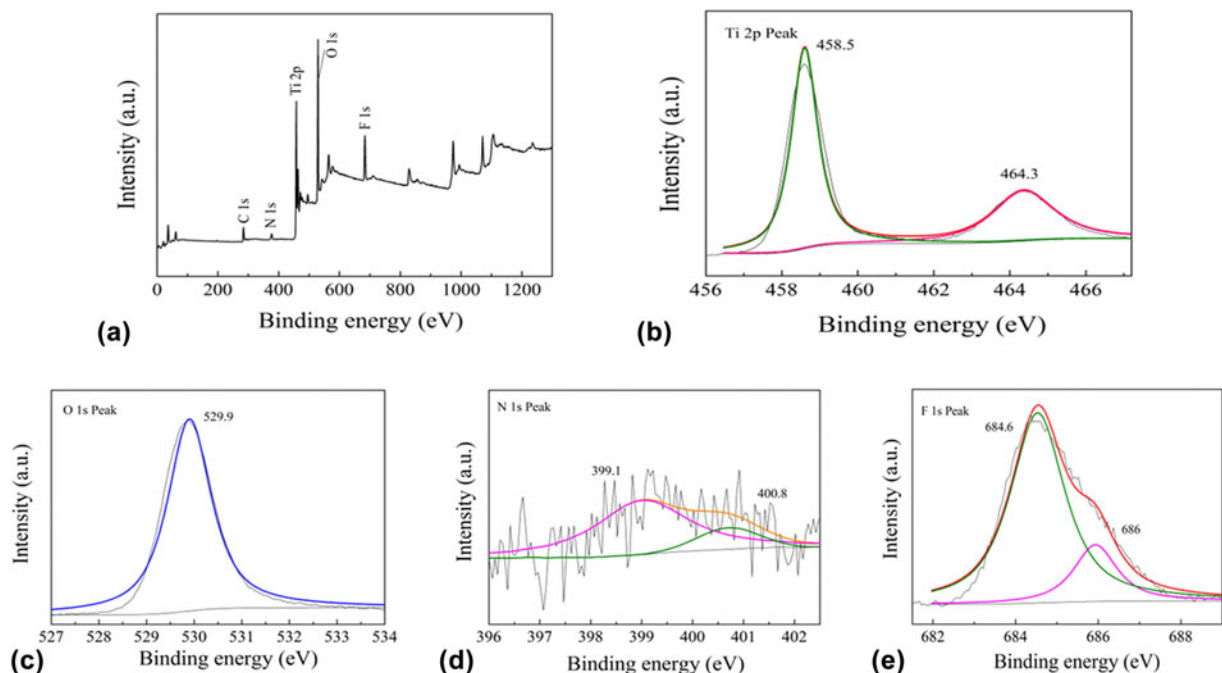 Intensity (a.u.)
C 1s
N 1s
Ti 2p
O 1s
F 1s
0 200 400 600 800 1000 1200
Binding energy (eV)
(a)
Ti 2p Peak
458.5
464.3
Intensity (a.u.)
456 458 460 462 464 466
Binding energy (eV)
(b)
O 1s Peak
529.9
Intensity (a.u.)
527 528 529 530 531 532 533 534
Binding energy (eV)
(c)
N 1s Peak
399.1
400.8
Intensity (a.u.)
396 397 398 399 400 401 402
Binding energy (eV)
(d)
F 1s Peak
684.6
686
Intensity (a.u.)
682 684 686 688
Binding energy (eV)
(e)